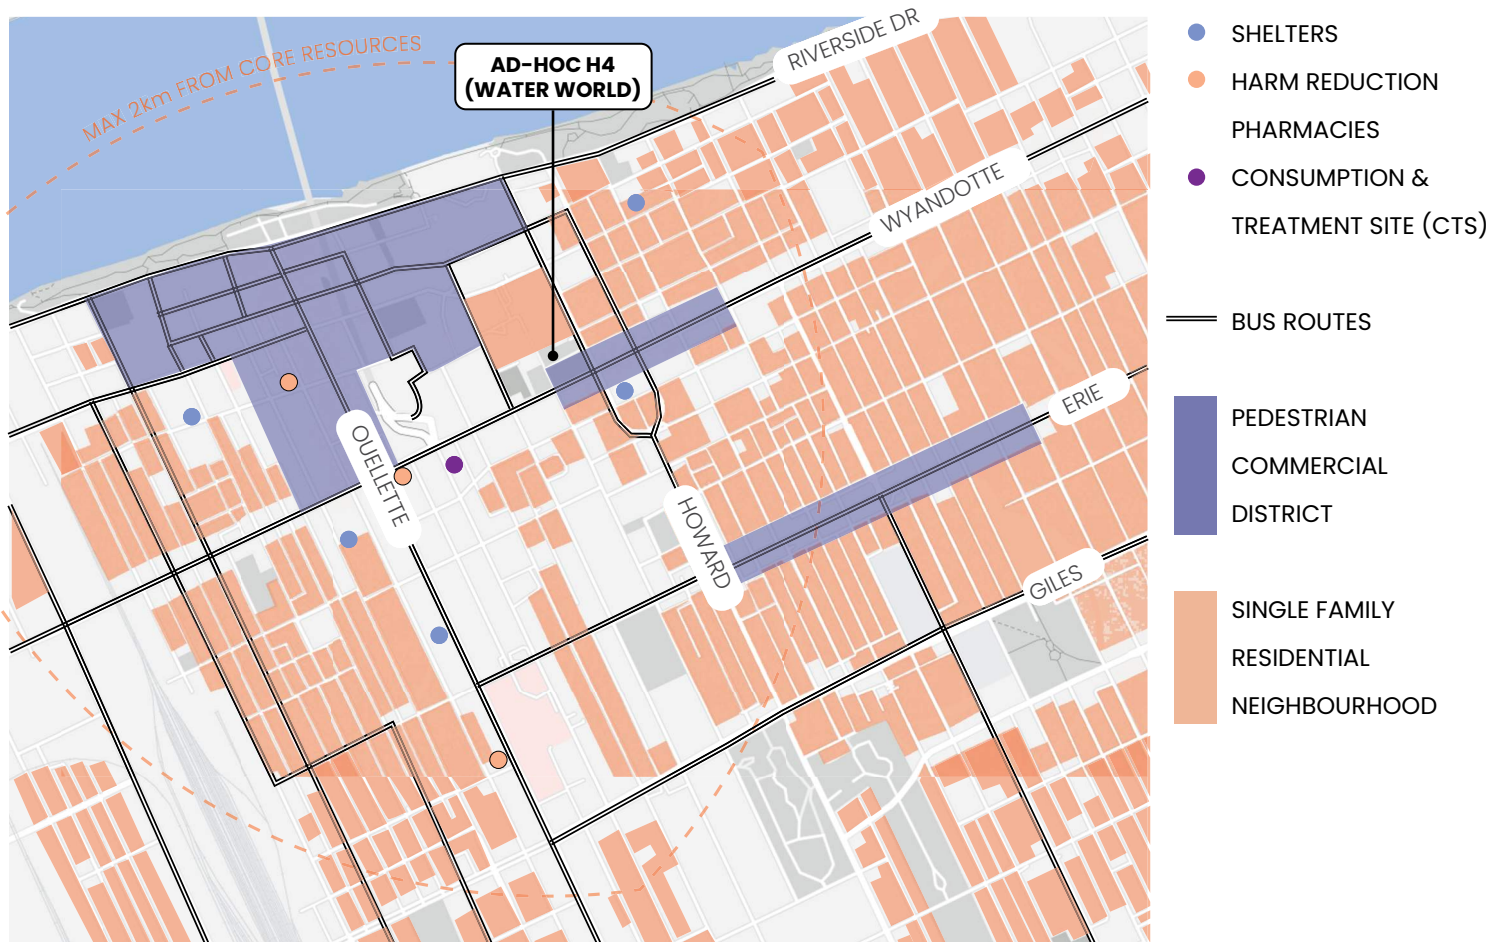 MAX 2km FROM CORE RESOURCES
AD-HOC H4
(WATER WORLD)
RIVERSIDE DR
WYANDOTTE
ERIE
OUELLETTE
HOWARD
GILES
SHELTERS
HARM REDUCTION
PHARMACIES
CONSUMPTION &
TREATMENT SITE (CTS)
BUS ROUTES
PEDESTRIAN
COMMERCIAL
DISTRICT
SINGLE FAMILY
RESIDENTIAL
NEIGHBOURHOOD